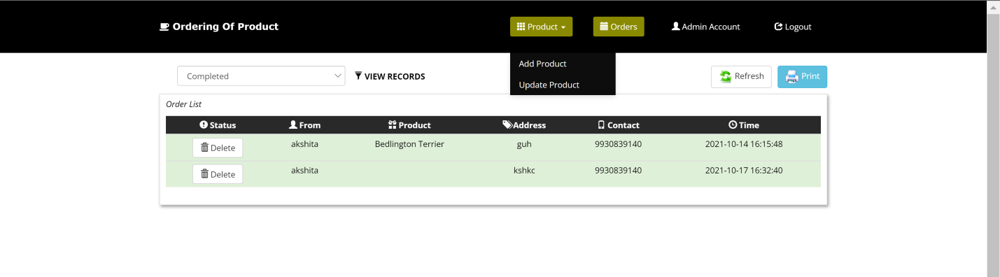 Ordering Of Product
Product
Orders
Admin Account
Logout
Add Product
Update Product
Completed
VIEW RECORDS
Refresh
Print
Order List
Status From Product Address Contact Time
Delete akshita Bedlington Terrier guh 9930839140 2021-10-14 16:15:48
Delete akshita kshkc 9930839140 2021-10-17 16:32:40